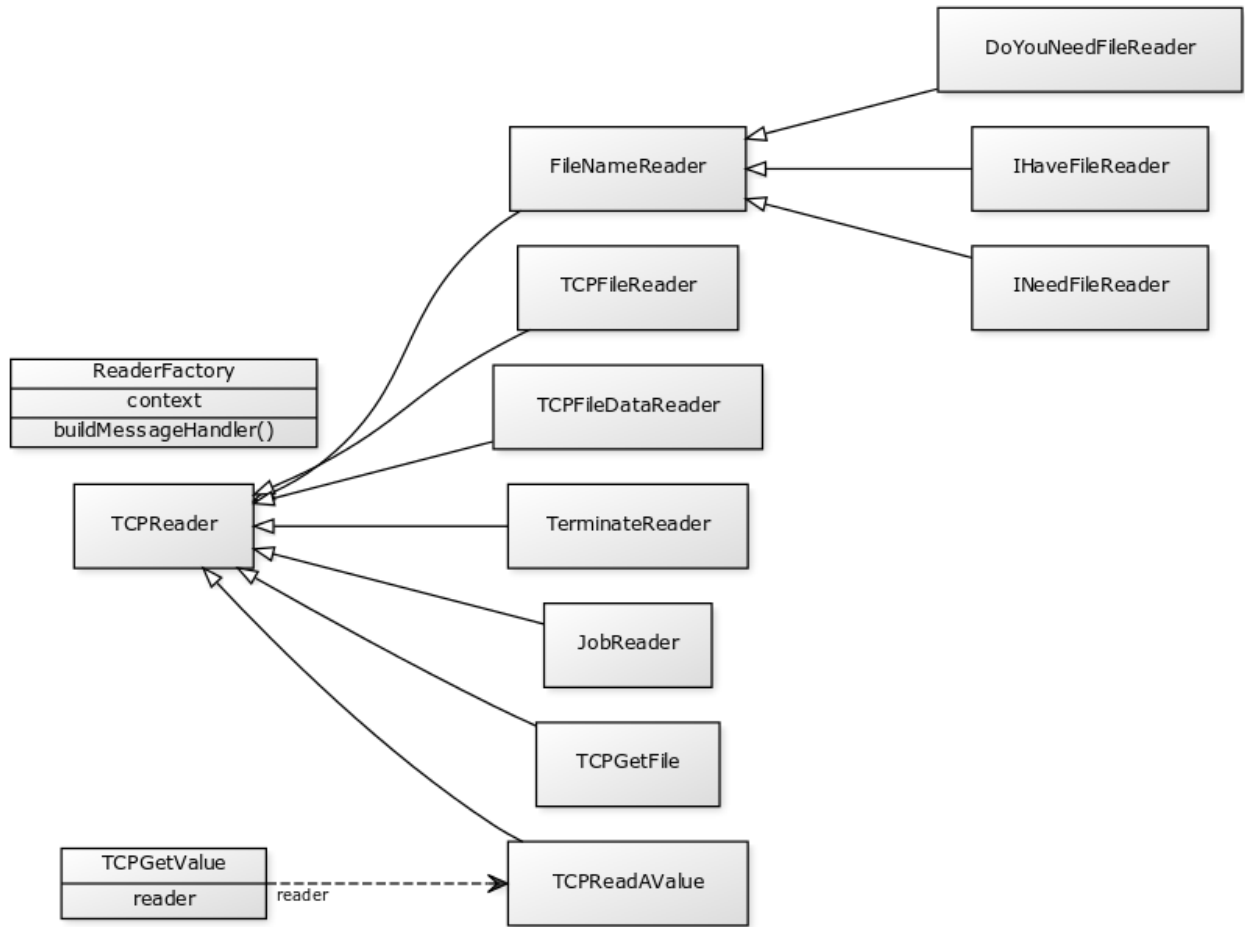 DoYouNeedFileReader
FileNameReader
IHaveFileReader
TCPFileReader
INeedFileReader
ReaderFactory
context
buildMessageHandler()
TCPFileDataReader
TCPReader
TerminateReader
JobReader
TCPGetFile
TCPGetValue
reader
reader
TCPReadAValue